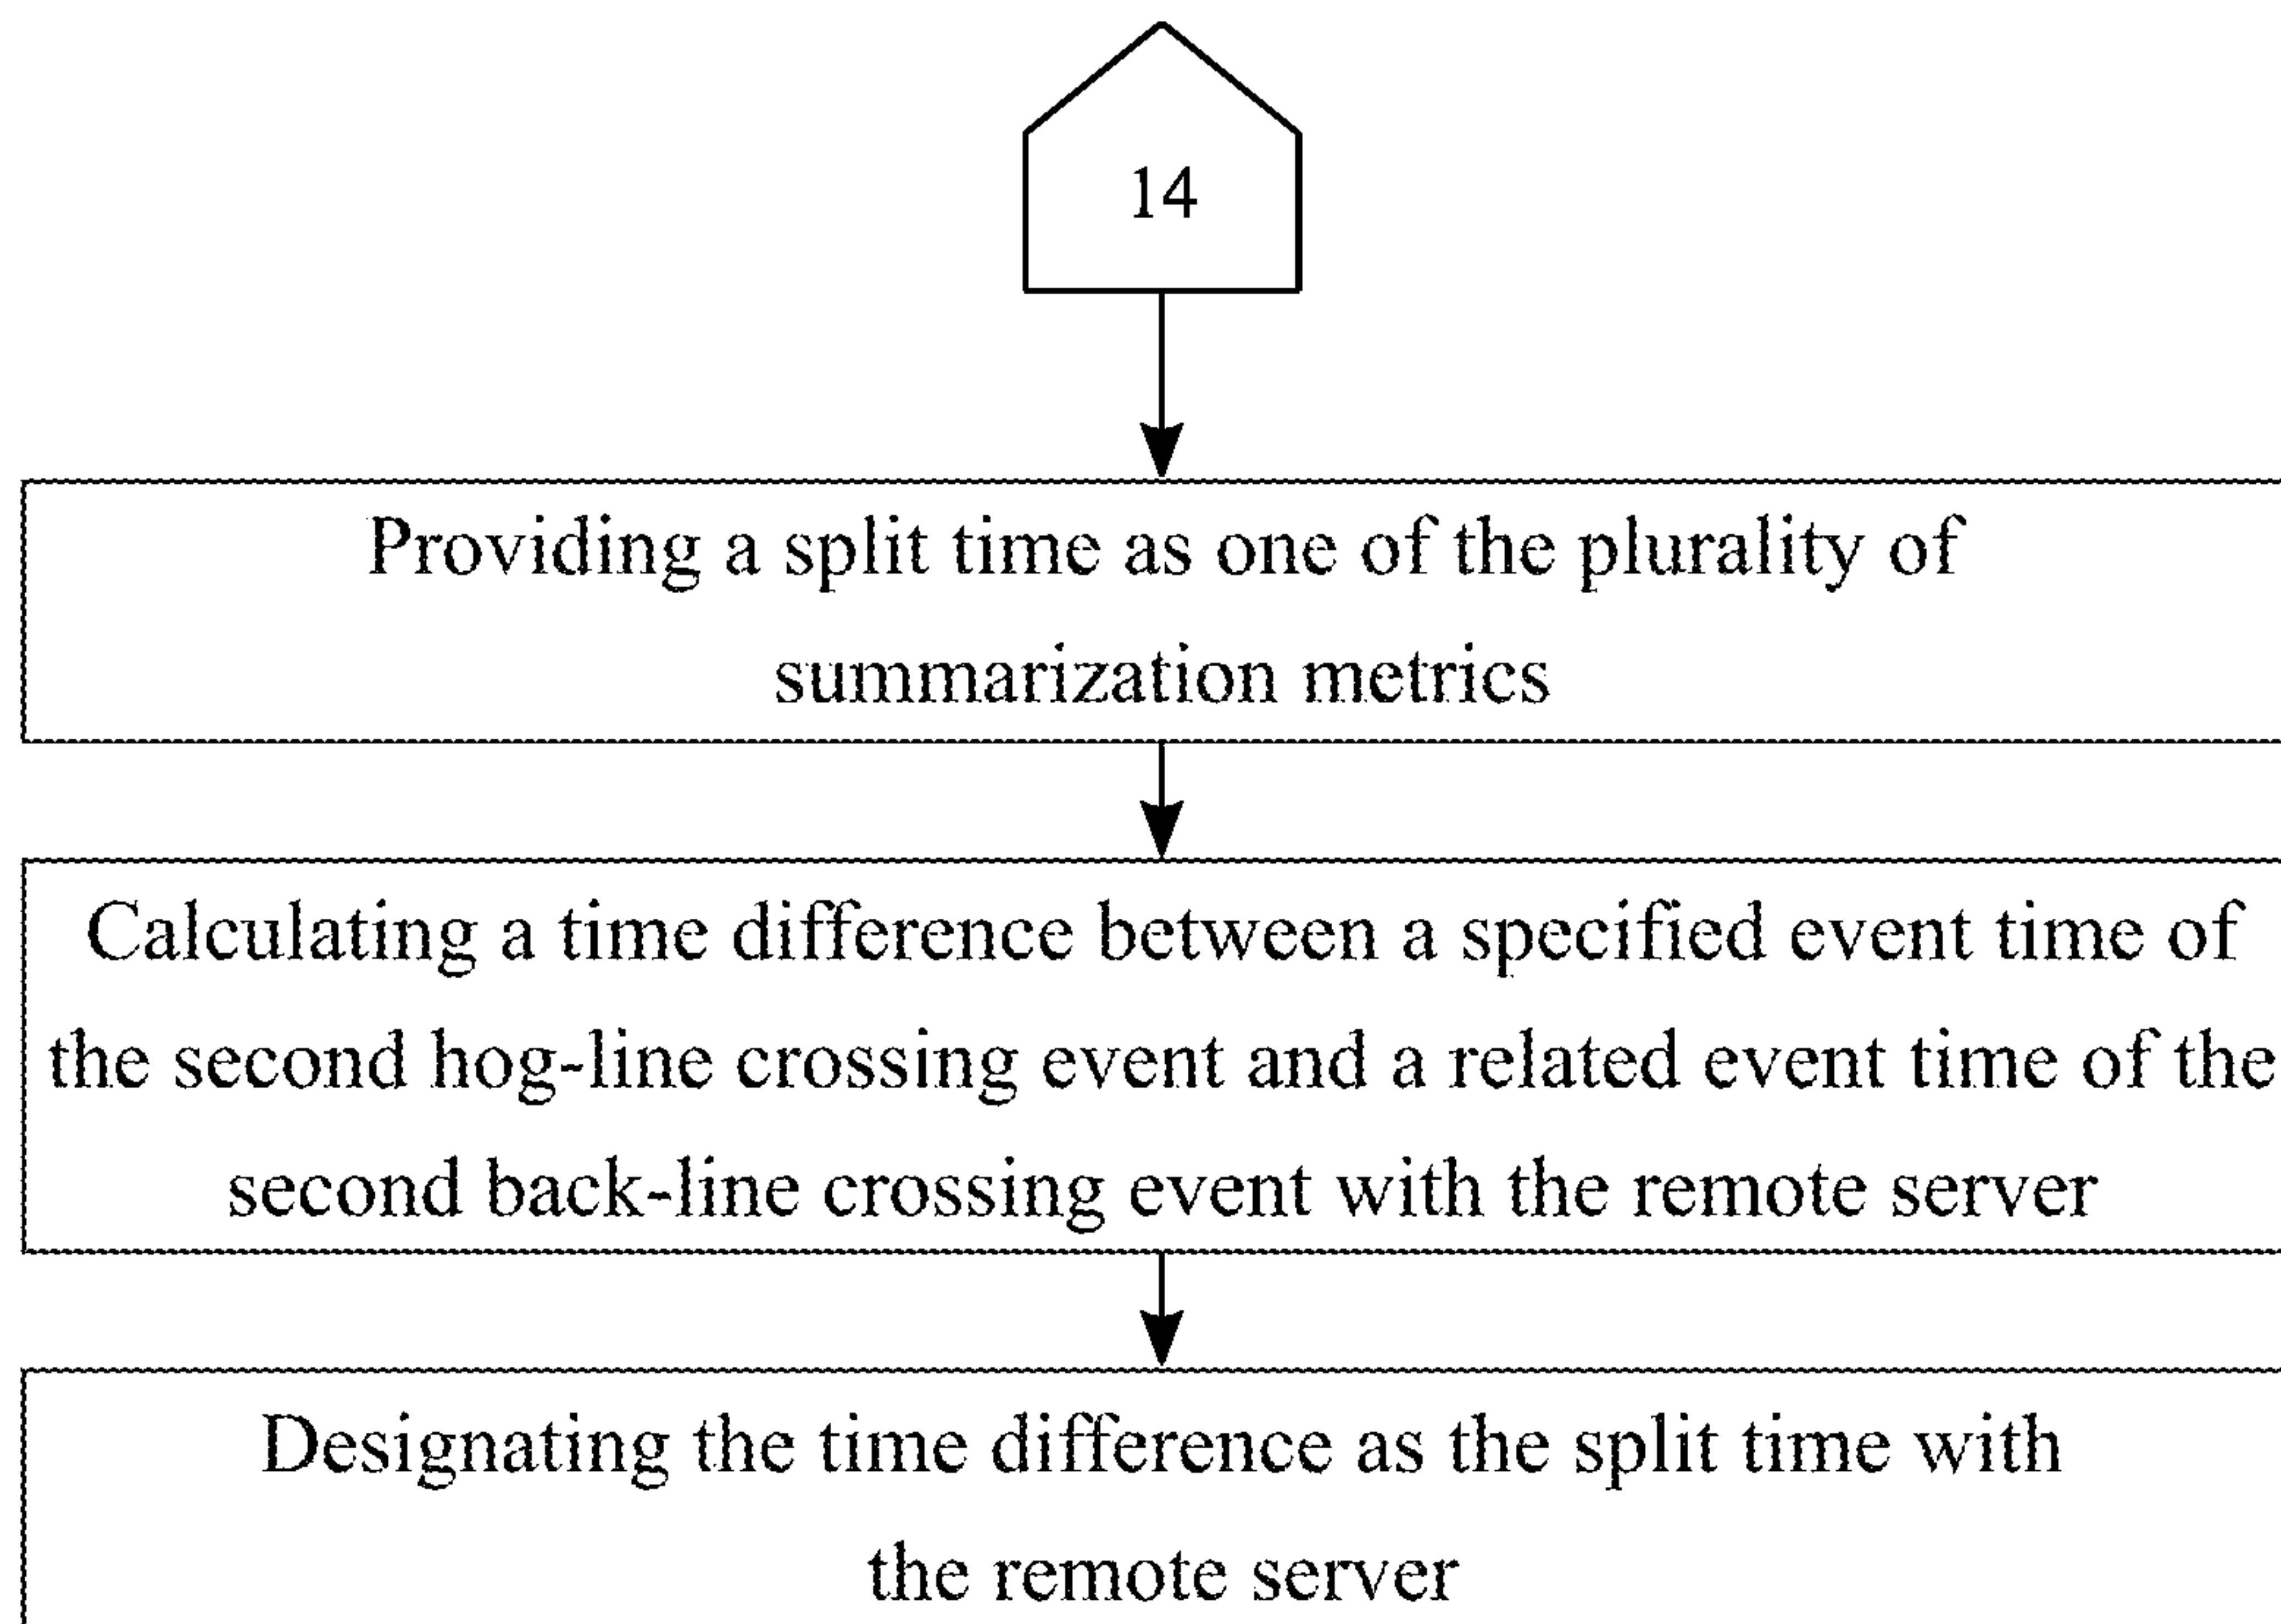 14
Providing a split time as one of the plurality of
summarization metrics
Calculating a time difference between a specified event time of
the second hog-line crossing event and a related event time of the
second back-line crossing event with the remote server
Designating the time difference as the split time with
the remote server